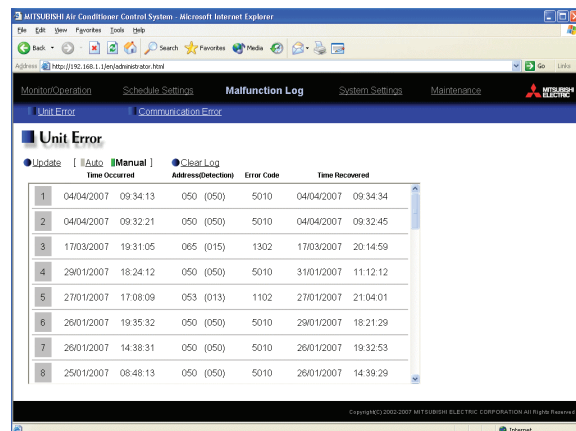 MITSUBISHI Air Conditioner Control System - Microsoft Internet Explorer
File Edit View Favorites Tools Help
Back Search Favorites Media
Address http://192.168.1.1/en/administrator.html Go Links
Monitor/Operation Schedule Settings Malfunction Log System Settings Maintenance MITSUBISHI ELECTRIC
Unit Error Communication Error
Unit Error
Update [ Auto Manual ] Clear Log
Time Occurred Address(Detection) Error Code Time Recovered
1 04/04/2007 09:34:13 050 (050) 5010 04/04/2007 09:34:34
2 04/04/2007 09:32:21 050 (050) 5010 04/04/2007 09:32:45
3 17/03/2007 19:31:05 065 (015) 1302 17/03/2007 20:14:59
4 29/01/2007 18:24:12 050 (050) 5010 31/01/2007 11:12:12
5 27/01/2007 17:08:09 053 (013) 1102 27/01/2007 21:04:01
6 26/01/2007 19:35:32 050 (050) 5010 29/01/2007 18:21:29
7 26/01/2007 14:38:31 050 (050) 5010 26/01/2007 19:32:53
8 25/01/2007 08:48:13 050 (050) 5010 26/01/2007 14:39:29
Copyright(C) 2002-2007 MITSUBISHI ELECTRIC CORPORATION All Rights Reserved
Internet